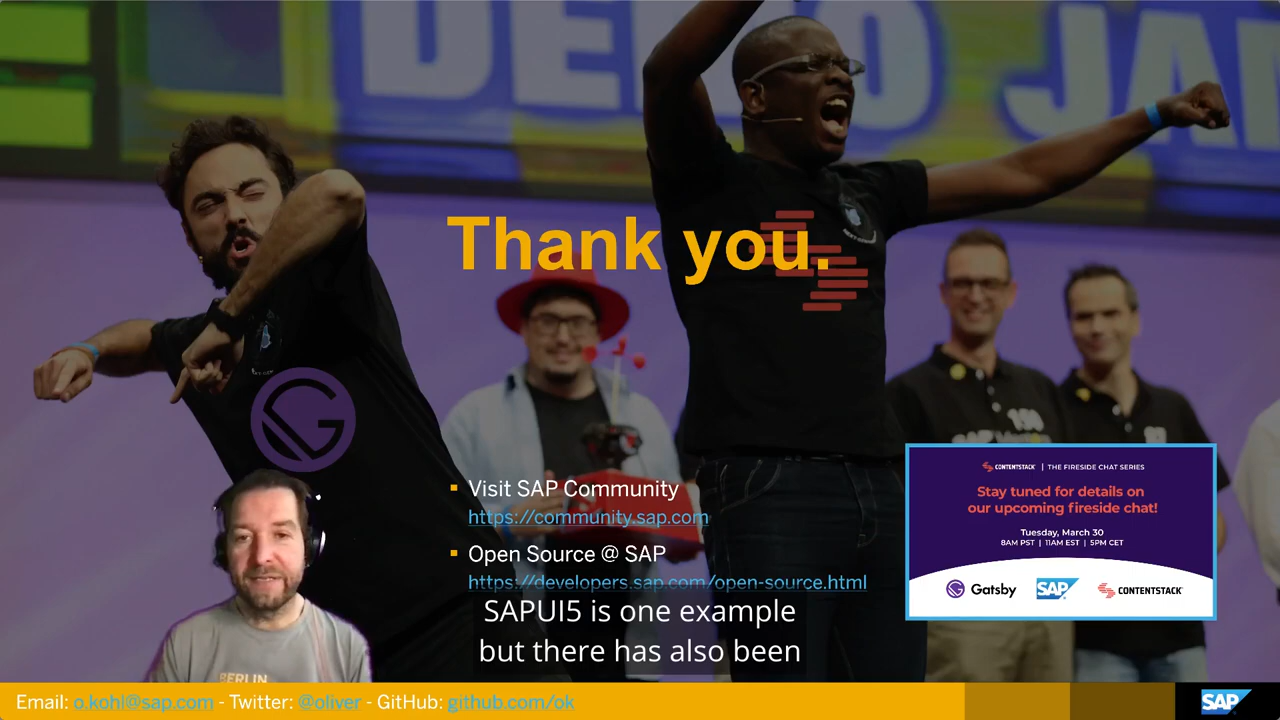 DEMO JAM
Thank you.
Visit SAP Community
https://community.sap.com
Open Source @ SAP
https://developers.sap.com/open-source.html
CONTENTSTACK | THE FIRESIDE CHAT SERIES
Stay tuned for details on
our upcoming fireside chat!
Tuesday, March 30
8AM PST | 11AM EST | 5PM CET
Gatsby SAP CONTENTSTACK
SAPUI5 is one example
but there has also been
BERLIN
Email: o.kohl@sap.com - Twitter: @oliver - GitHub: github.com/ok
SAP